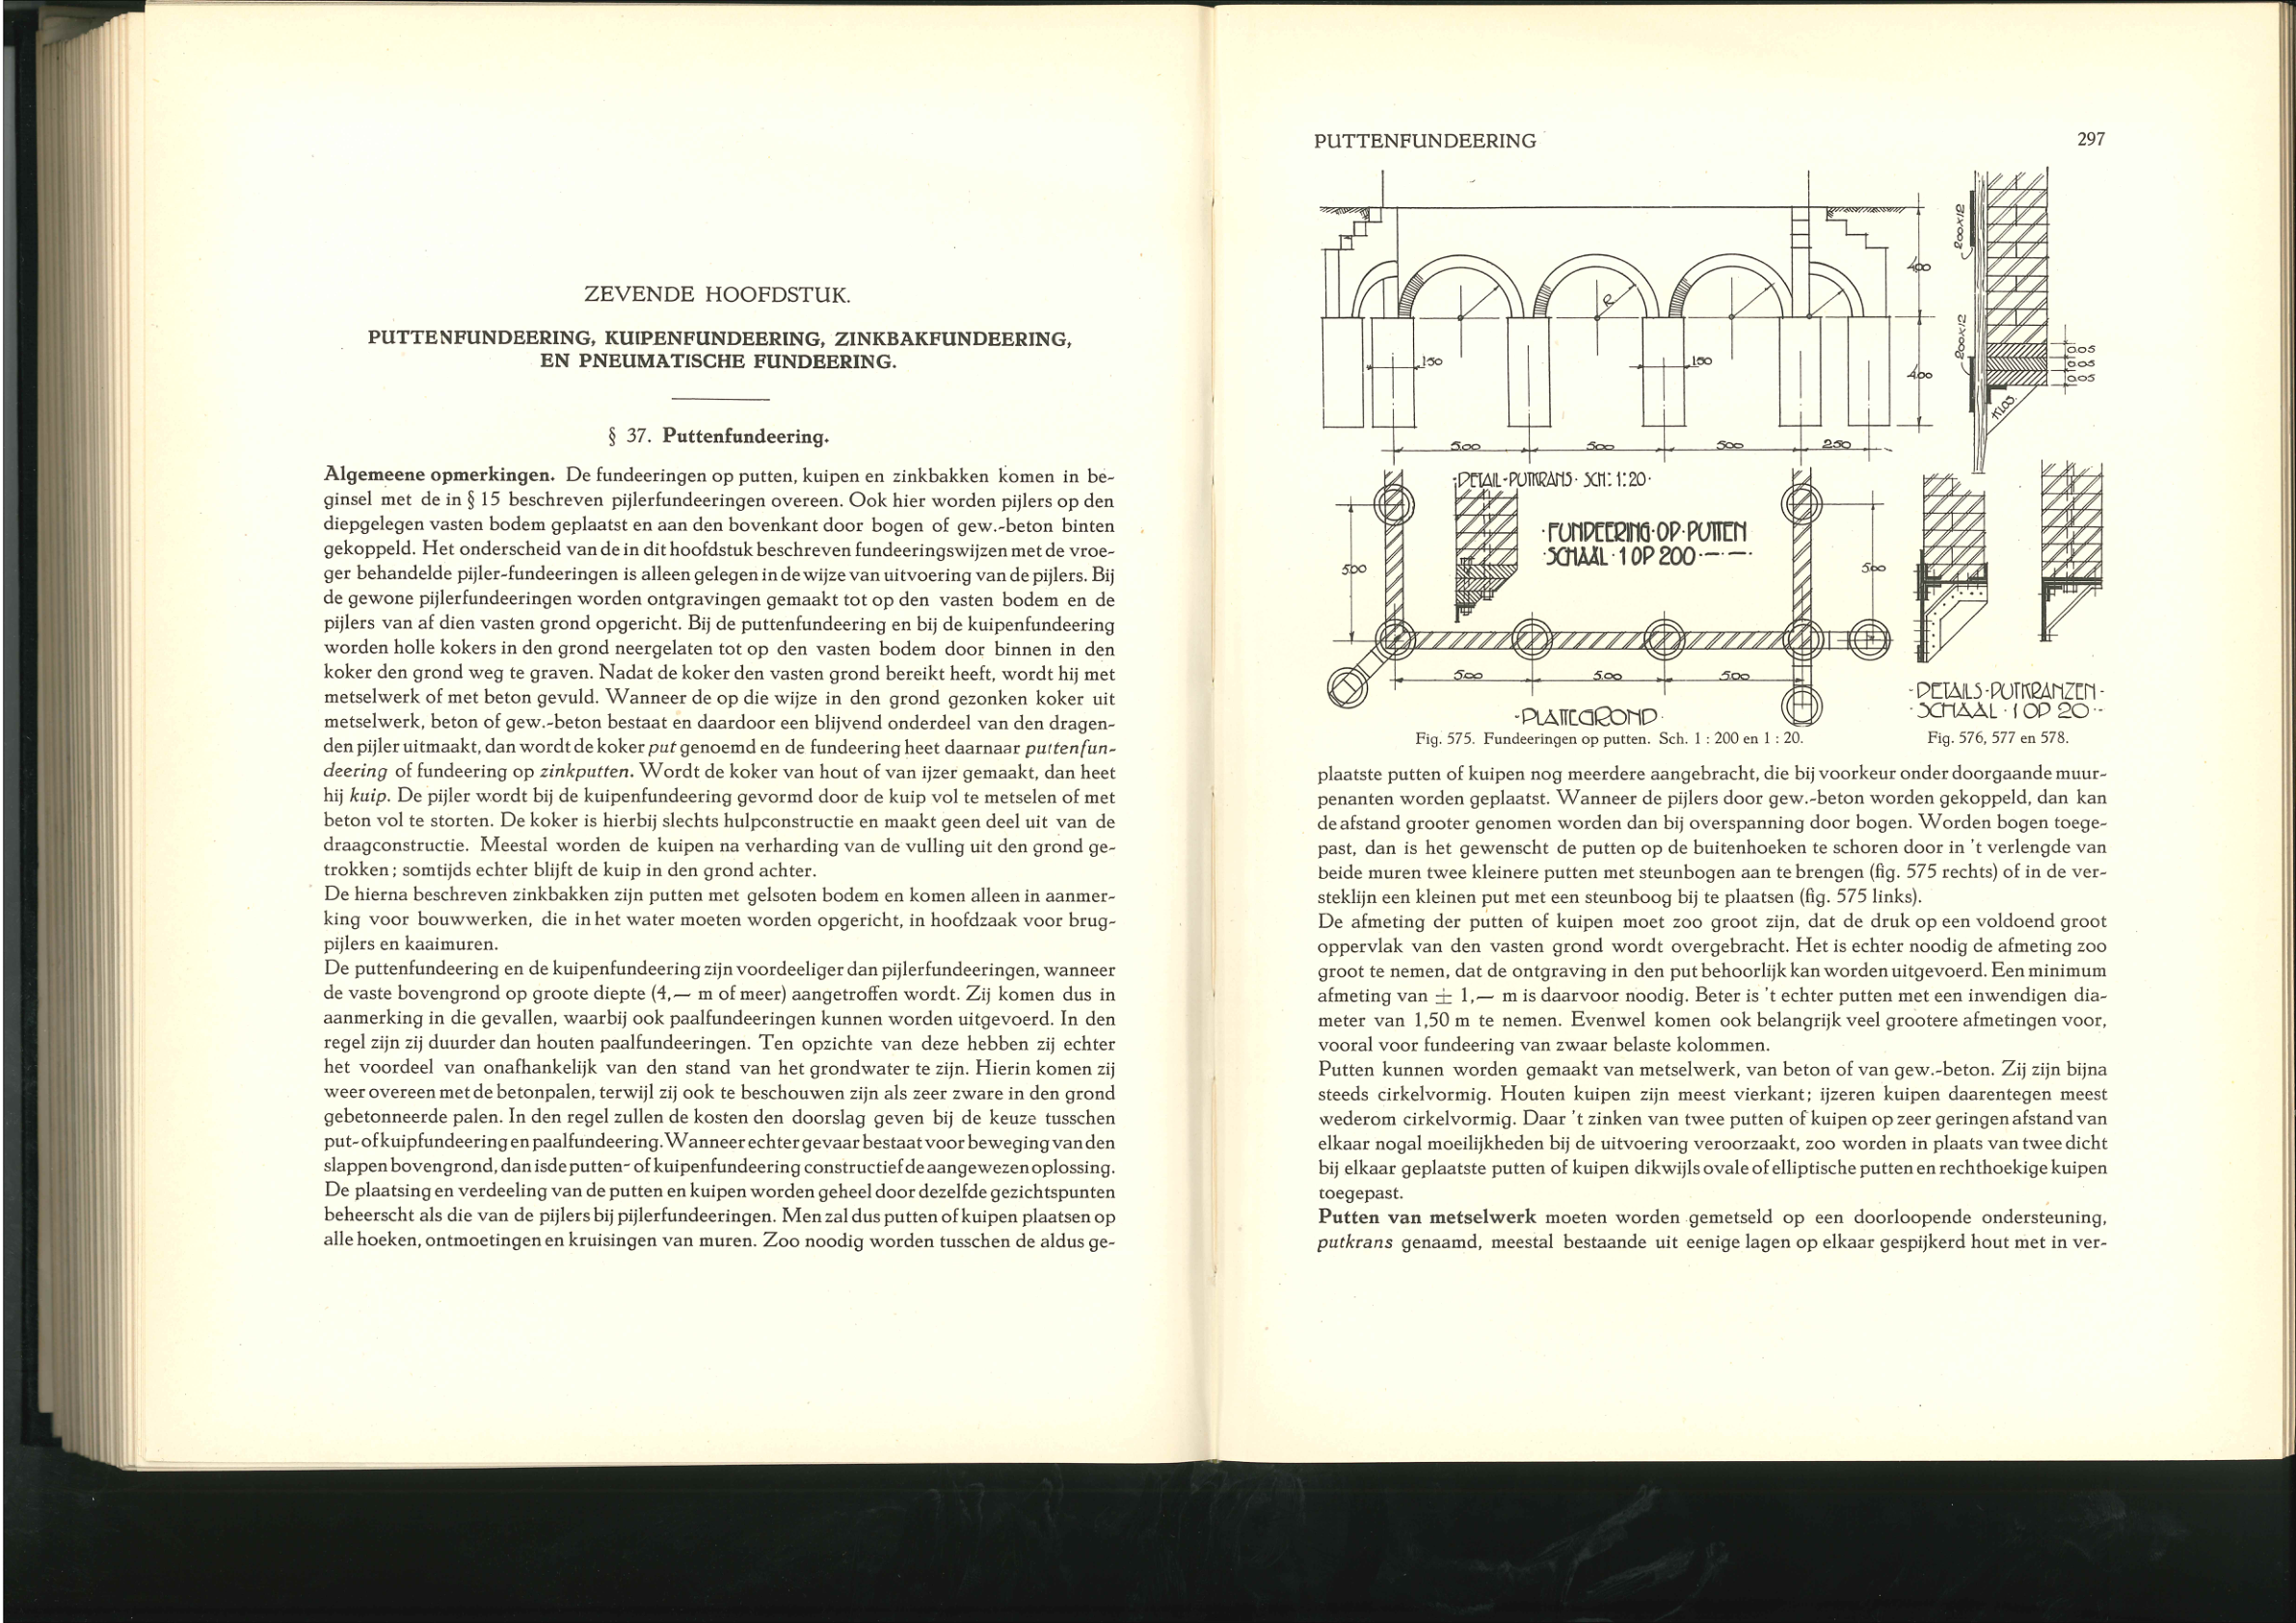 ZEVENDE HOOFDSTUK.
PUTTENFUNDEERING, KUIPENFUNDEERING, ZINKBAKFUNDEERING,
EN PNEUMATISCHE FUNDEERING.
§ 37. Puttenfundeering.
Algemeene opmerkingen. De fundeeringen op putten, kuipen en zinkbakken komen in be-
ginsel met de in § 15 beschreven pijlerfundeeringen overeen. Ook hier worden pijlers op den
diepgelegen vasten bodem geplaatst en aan den bovenkant door bogen of gew.-beton binten
gekoppeld. Het onderscheid van de in dit hoofdstuk beschreven fundeeringswijzen met de vroe-
ger behandelde pijler-fundeeringen is alleen gelegen in de wijze van uitvoering van de pijlers. Bij
de gewone pijlerfundeeringen worden ontgravingen gemaakt tot op den vasten bodem en de
pijlers van af dien vasten grond opgericht. Bij de puttenfundeering en bij de kuipenfundeering
worden holle kokers in den grond neergelaten tot op den vasten bodem door binnen in den
koker den grond weg te graven. Nadat de koker den vasten grond bereikt heeft, wordt hij met
metselwerk of met beton gevuld. Wanneer de op die wijze in den grond gezonken koker uit
metselwerk, beton of gew.-beton bestaat en daardoor een blijvend onderdeel van den dragen-
den pijler uitmaakt, dan wordt de koker put genoemd en de fundeering heet daarnaar puttenfun-
deering of fundeering op zinkputten. Wordt de koker van hout of van ijzer gemaakt, dan heet
hij kuip. De pijler wordt bij de kuipenfundeering gevormd door de kuip vol te metselen of met
beton vol te storten. De koker is hierbij slechts hulpconstructie en maakt geen deel uit van de
draagconstructie. Meestal worden de kuipen na verharding van de vulling uit den grond ge-
trokken; somtijds echter blijft de kuip in den grond achter.
De hierna beschreven zinkbakken zijn putten met gelsoten bodem en komen alleen in aanmer-
king voor bouwwerken, die in het water moeten worden opgericht, in hoofdzaak voor brug-
pijlers en kaaimuren.
De puttenfundeering en de kuipenfundeering zijn voordeeliger dan pijlerfundeeringen, wanneer
de vaste bovengrond op groote diepte (4,— m of meer) aangetroffen wordt. Zij komen dus in
aanmerking in die gevallen, waarbij ook paalfundeeringen kunnen worden uitgevoerd. In den
regel zijn zij duurder dan houten paalfundeeringen. Ten opzichte van deze hebben zij echter
het voordeel van onafhankelijk van den stand van het grondwater te zijn. Hierin komen zij
weer overeen met de betonpalen, terwijl zij ook te beschouwen zijn als zeer zware in den grond
gebetonneerde palen. In den regel zullen de kosten den doorslag geven bij de keuze tusschen
put- of kuipfundeering en paalfundeering. Wanneer echter gevaar bestaat voor beweging van den
slappen bovengrond, dan is de putten- of kuipenfundeering constructief de aangewezen oplossing.
De plaatsing en verdeeling van de putten en kuipen worden geheel door dezelfde gezichtspunten
beheerscht als die van de pijlers bij pijlerfundeeringen. Men zal dus putten of kuipen plaatsen op
alle hoeken, ontmoetingen en kruisingen van muren. Zoo noodig worden tusschen de aldus ge-
PUTTENFUNDEERING 297
200×12
400
R
200×12
150
150
005
005
005
400
KLOS
5.00
500
500
250
·DETAIL-PUTKRANS· SCH: 1:20·
·FUNDEERING·OP·PUTTEN
·SCHAAL·1 OP 200·—·—·
500
500
5.00
5.00
5.00
-PLATTEGROND·
-DETAILS-PUTKRANZEN-
·SCHAAL·1 OP 20·-
Fig. 575. Fundeeringen op putten. Sch. 1 : 200 en 1 : 20.
Fig. 576, 577 en 578.
plaatste putten of kuipen nog meerdere aangebracht, die bij voorkeur onder doorgaande muur-
penanten worden geplaatst. Wanneer de pijlers door gew.-beton worden gekoppeld, dan kan
de afstand grooter genomen worden dan bij overspanning door bogen. Worden bogen toege-
past, dan is het gewenscht de putten op de buitenhoeken te schoren door in 't verlengde van
beide muren twee kleinere putten met steunbogen aan te brengen (fig. 575 rechts) of in de ver-
steklijn een kleinen put met een steunboog bij te plaatsen (fig. 575 links).
De afmeting der putten of kuipen moet zoo groot zijn, dat de druk op een voldoend groot
oppervlak van den vasten grond wordt overgebracht. Het is echter noodig de afmeting zoo
groot te nemen, dat de ontgraving in den put behoorlijk kan worden uitgevoerd. Een minimum
afmeting van ± 1,— m is daarvoor noodig. Beter is 't echter putten met een inwendigen dia-
meter van 1,50 m te nemen. Evenwel komen ook belangrijk veel grootere afmetingen voor,
vooral voor fundeering van zwaar belaste kolommen.
Putten kunnen worden gemaakt van metselwerk, van beton of van gew.-beton. Zij zijn bijna
steeds cirkelvormig. Houten kuipen zijn meest vierkant; ijzeren kuipen daarentegen meest
wederom cirkelvormig. Daar 't zinken van twee putten of kuipen op zeer geringen afstand van
elkaar nogal moeilijkheden bij de uitvoering veroorzaakt, zoo worden in plaats van twee dicht
bij elkaar geplaatste putten of kuipen dikwijls ovale of elliptische putten en rechthoekige kuipen
toegepast.
Putten van metselwerk moeten worden gemetseld op een doorloopende ondersteuning,
putkrans genaamd, meestal bestaande uit eenige lagen op elkaar gespijkerd hout met in ver-